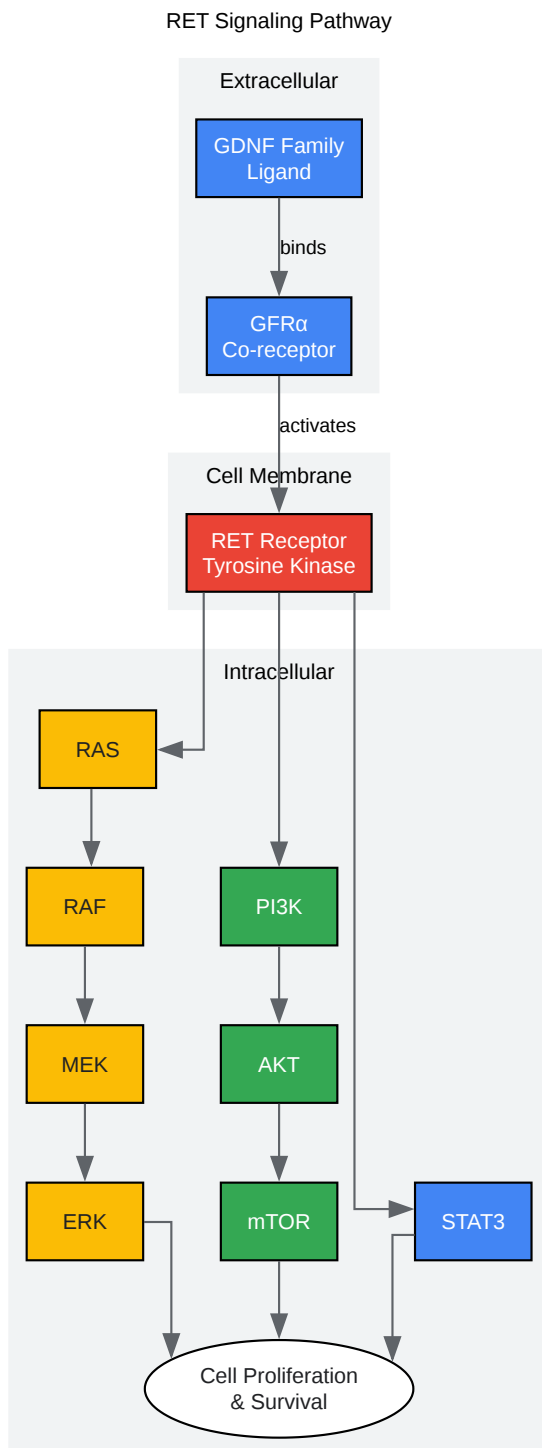 RET Signaling Pathway
Extracellular
GDNF Family
Ligand
binds
GFRα
Co-receptor
activates
Cell Membrane
RET Receptor
Tyrosine Kinase
Intracellular
RAS
RAF
PI3K
MEK
AKT
ERK
mTOR
STAT3
Cell Proliferation
& Survival